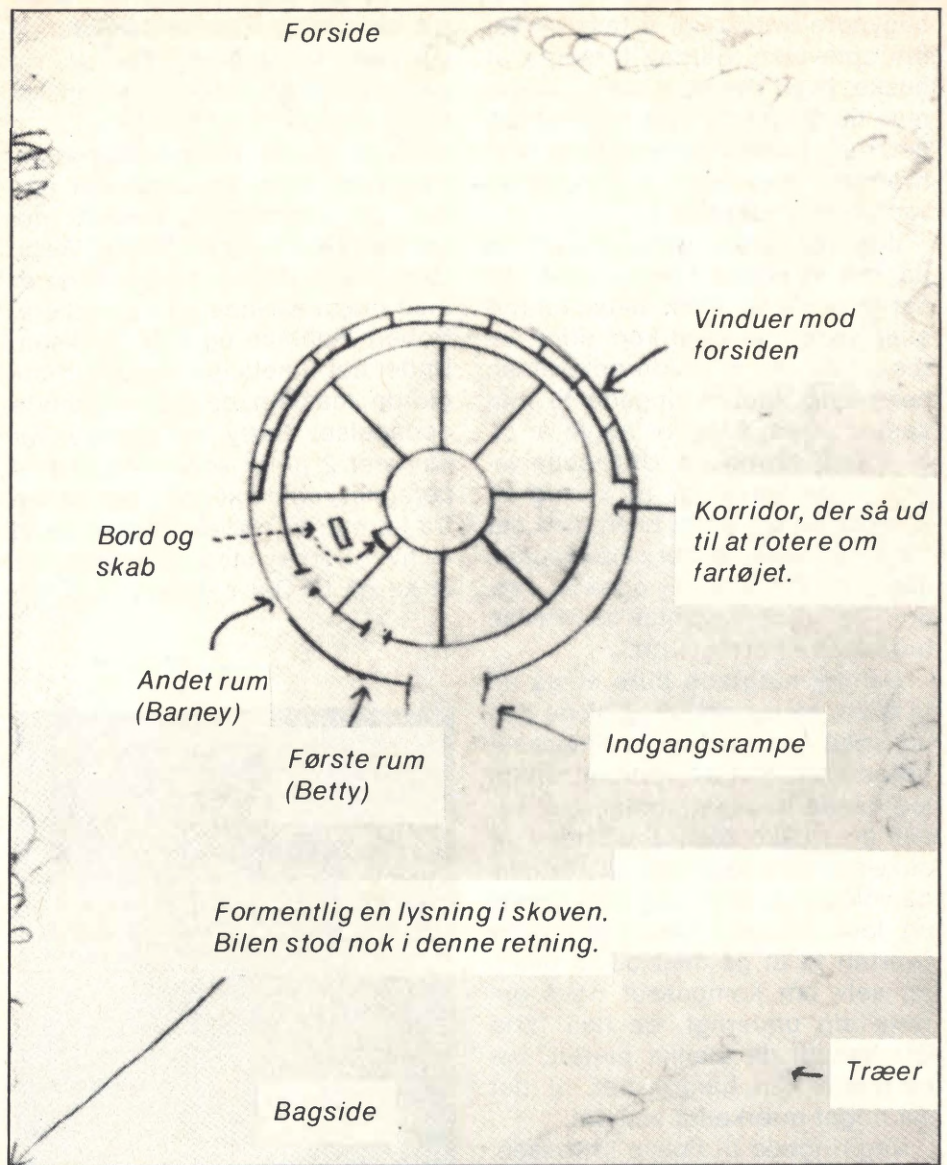 Forside
Vinduer mod
forsiden
Korridor, der så ud
til at rotere om
fartøjet.
Bord og
skab
Andet rum
(Barney)
Første rum
(Betty)
Indgangsrampe
Formentlig en lysning i skoven.
Bilen stod nok i denne retning.
Træer
Bagside